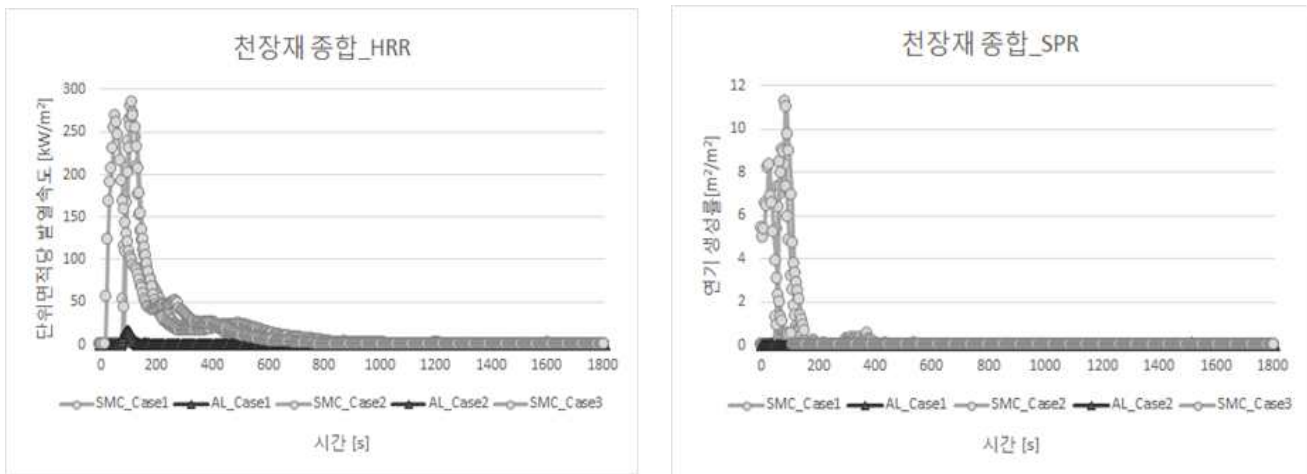 천장재 종합_HRR
단위면적당 발열속도 [kW/m²]
300
250
200
150
100
50
0
0 200 400 600 800 1000 1200 1400 1600 1800
SMC_Case1 AL_Case1 SMC_Case2 AL_Case2 SMC_Case3
시간 [s]
천장재 종합_SPR
연기 생성률[m²/m²]
12
10
8
6
4
2
0
0 200 400 600 800 1000 1200 1400 1600 1800
SMC_Case1 AL_Case1 SMC_Case2 AL_Case2 SMC_Case3
시간 [s]